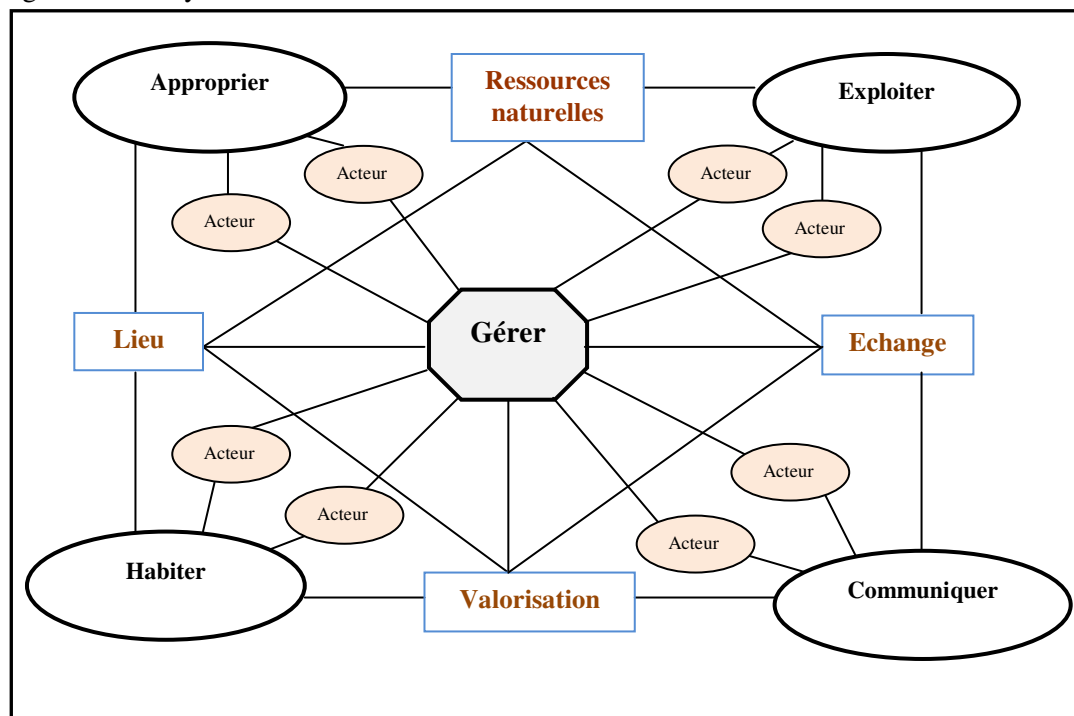 Approprier
Ressources
naturelles
Exploiter
Acteur
Acteur
Acteur
Acteur
Lieu
Gérer
Echange
Acteur
Acteur
Acteur
Acteur
Habiter
Valorisation
Communiquer